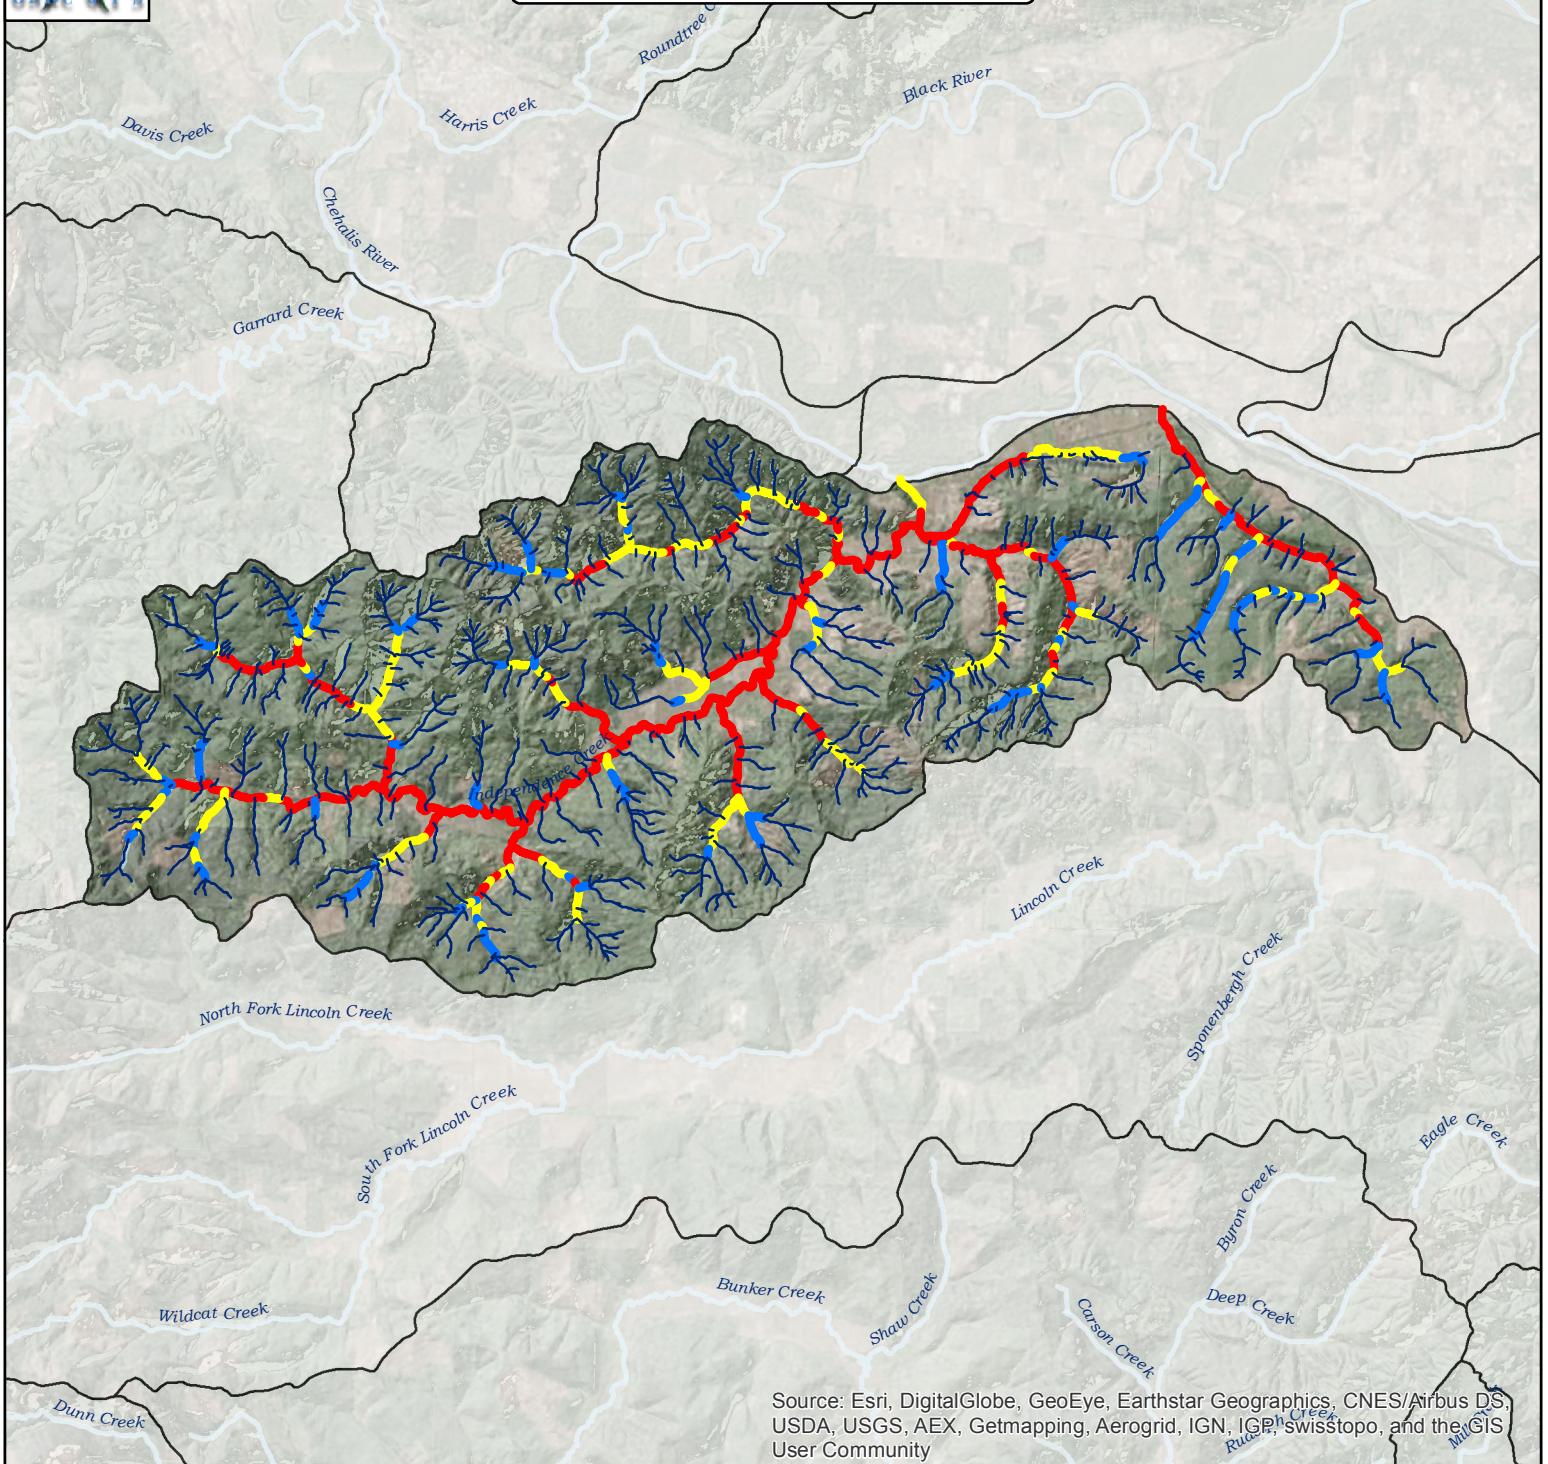 Roundtree C
Black River
Harris Creek
Davis Creek
Chehalis River
Garrard Creek
Independence Creek
Lincoln Creek
Sponenbergh Creek
North Fork Lincoln Creek
South Fork Lincoln Creek
Eagle Creek
Byron Creek
Bunker Creek
Shaw Creek
Deep Creek
Wildcat Creek
Carson Creek
Dunn Creek
Source: Esri, DigitalGlobe, GeoEye, Earthstar Geographics, CNES/Airbus DS,
USDA, USGS, AEX, Getmapping, Aerogrid, IGN, IGP, swisstopo, and the GIS
User Community